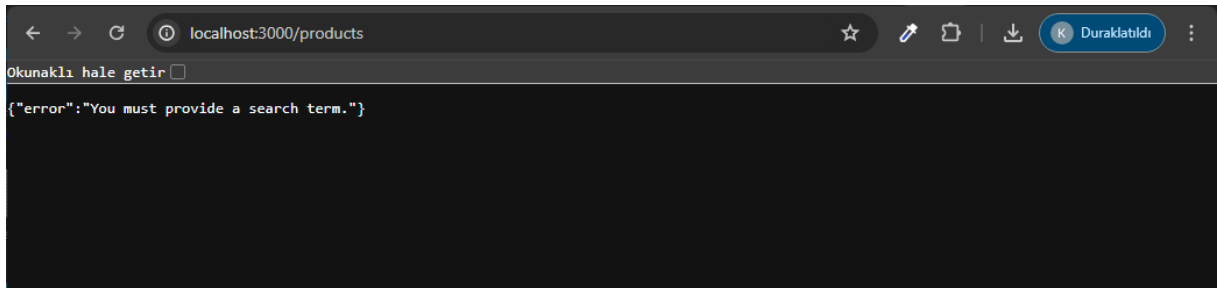 localhost:3000/products
K Duraklatıldı
Okunaklı hale getir
{"error":"You must provide a search term."}